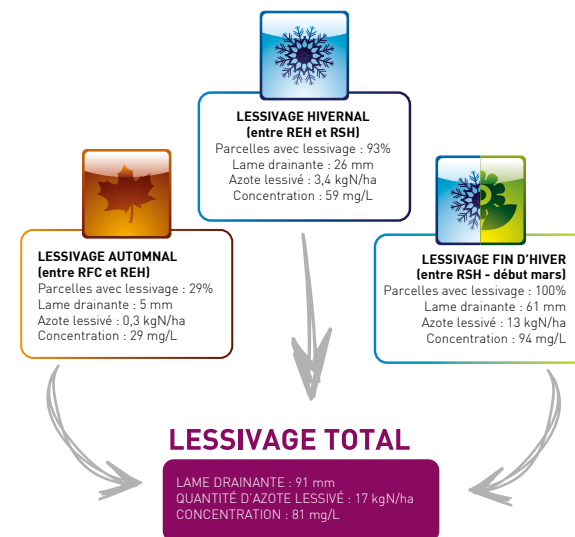 LESSIVAGE HIVERNAL
(entre REH et RSH)
Parcelles avec lessivage : 93%
Lame drainante : 26 mm
Azote lessivé : 3,4 kgN/ha
Concentration : 59 mg/L
LESSIVAGE AUTOMNAL
(entre RFC et REH)
Parcelles avec lessivage : 29%
Lame drainante : 5 mm
Azote lessivé : 0,3 kgN/ha
Concentration : 29 mg/L
LESSIVAGE FIN D'HIVER
(entre RSH - début mars)
Parcelles avec lessivage : 100%
Lame drainante : 61 mm
Azote lessivé : 13 kgN/ha
Concentration : 94 mg/L
LESSIVAGE TOTAL
LAME DRAINANTE : 91 mm
QUANTITÉ D'AZOTE LESSIVÉ : 17 kgN/ha
CONCENTRATION : 81 mg/L